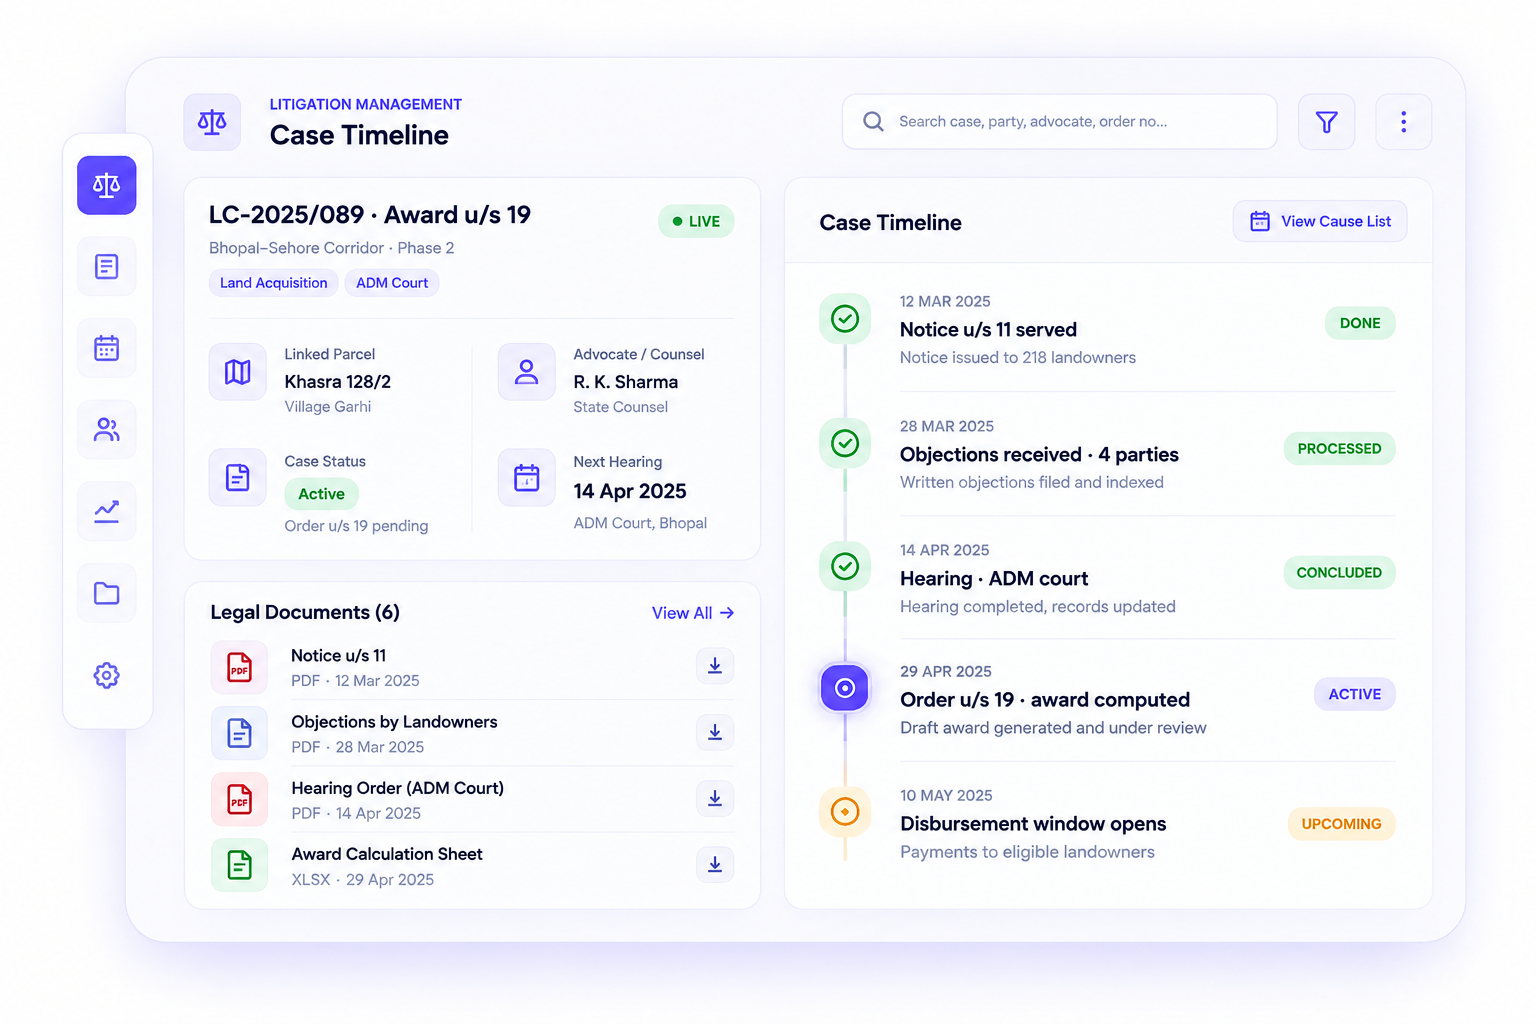 LITIGATION MANAGEMENT
Case Timeline
Search case, party, advocate, order no...
LC-2025/089 · Award u/s 19
LIVE
Bhopal–Sehore Corridor · Phase 2
Land Acquisition
ADM Court
Linked Parcel
Khasra 128/2
Village Garhi
Advocate / Counsel
R. K. Sharma
State Counsel
Case Status
Active
Order u/s 19 pending
Next Hearing
14 Apr 2025
ADM Court, Bhopal
Legal Documents (6)
View All →
PDF
Notice u/s 11
PDF · 12 Mar 2025
Objections by Landowners
PDF · 28 Mar 2025
PDF
Hearing Order (ADM Court)
PDF · 14 Apr 2025
Award Calculation Sheet
XLSX · 29 Apr 2025
Case Timeline
View Cause List
12 MAR 2025
Notice u/s 11 served
Notice issued to 218 landowners
DONE
28 MAR 2025
Objections received · 4 parties
Written objections filed and indexed
PROCESSED
14 APR 2025
Hearing · ADM court
Hearing completed, records updated
CONCLUDED
29 APR 2025
Order u/s 19 · award computed
Draft award generated and under review
ACTIVE
10 MAY 2025
Disbursement window opens
Payments to eligible landowners
UPCOMING